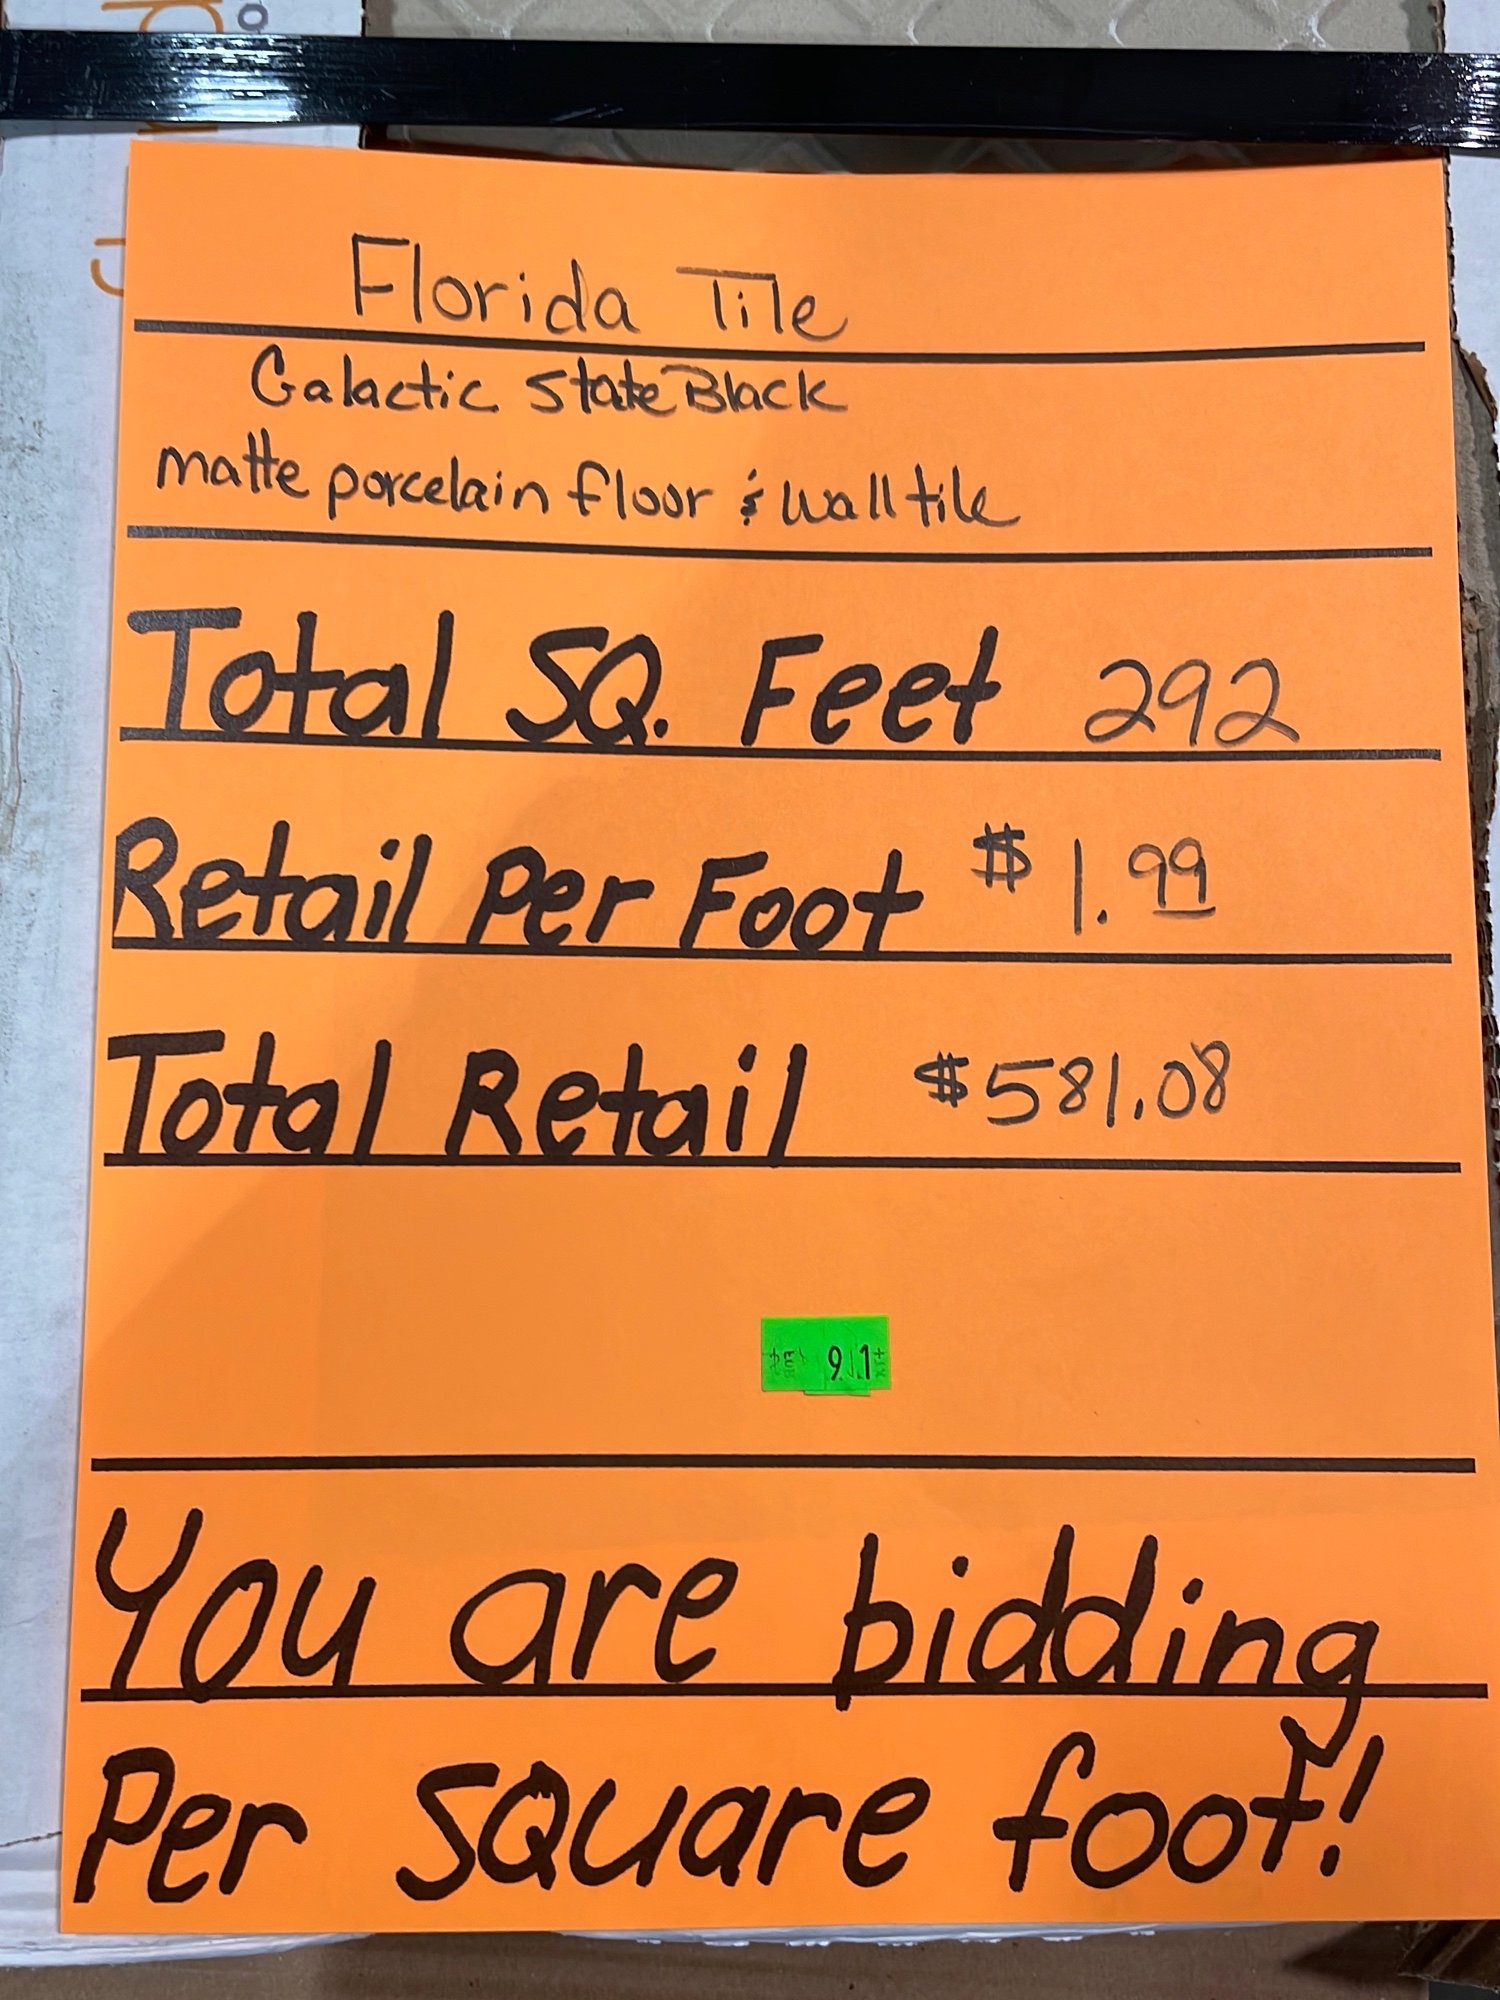 Florida Tile
Galactic State Black
matte porcelain floor & wall tile
Total SQ. Feet 292
Retail Per Foot $1.99
Total Retail $581.08
You are bidding
Per square foot!